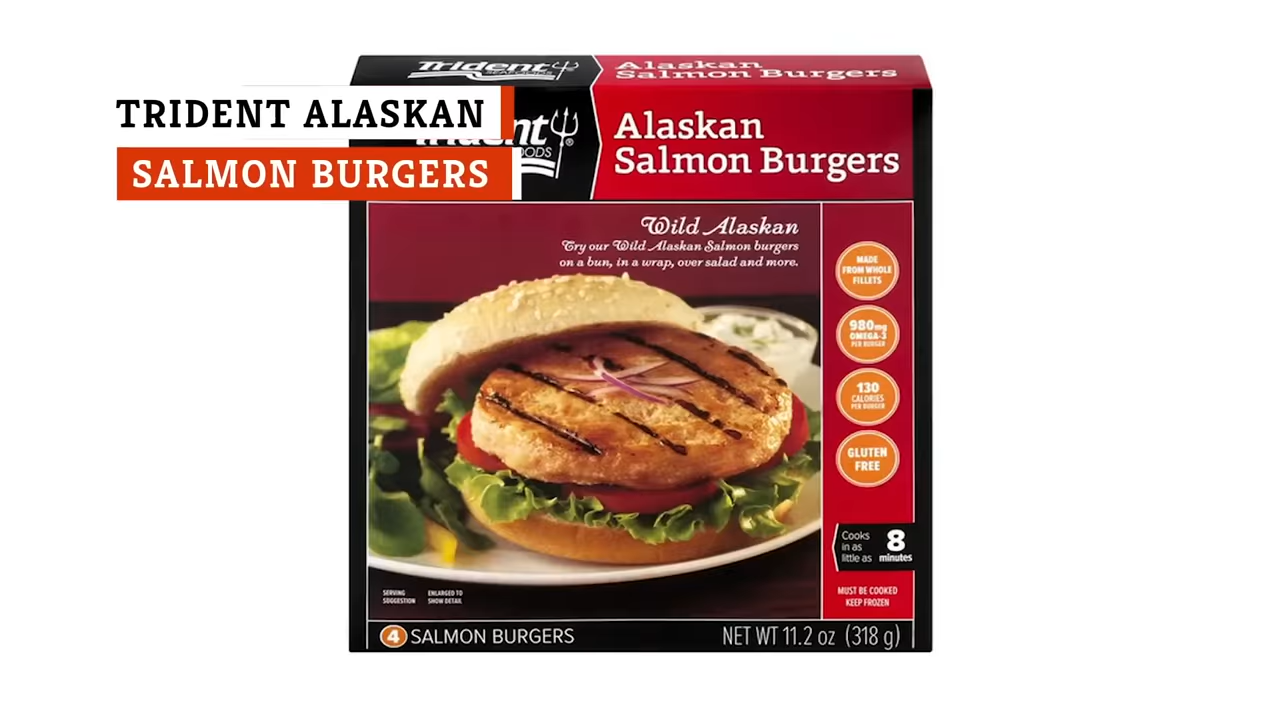 Trident
SEAFOODS
Alaskan
Salmon Burgers
TRIDENT ALASKAN
SALMON BURGERS
Alaskan
Salmon Burgers
Wild Alaskan
Try our Wild Alaskan Salmon burgers
on a bun, in a wrap, over salad and more.
MADE
FROM WHOLE
FILLETS
980mg
OMEGA-3
PER BURGER
130
CALORIES
PER BURGER
GLUTEN
FREE
Cooks
in as
little as
8
minutes
MUST BE COOKED
KEEP FROZEN
SERVING
SUGGESTION
ENLARGED TO
SHOW DETAIL
4 SALMON BURGERS
NET WT 11.2 oz (318 g)